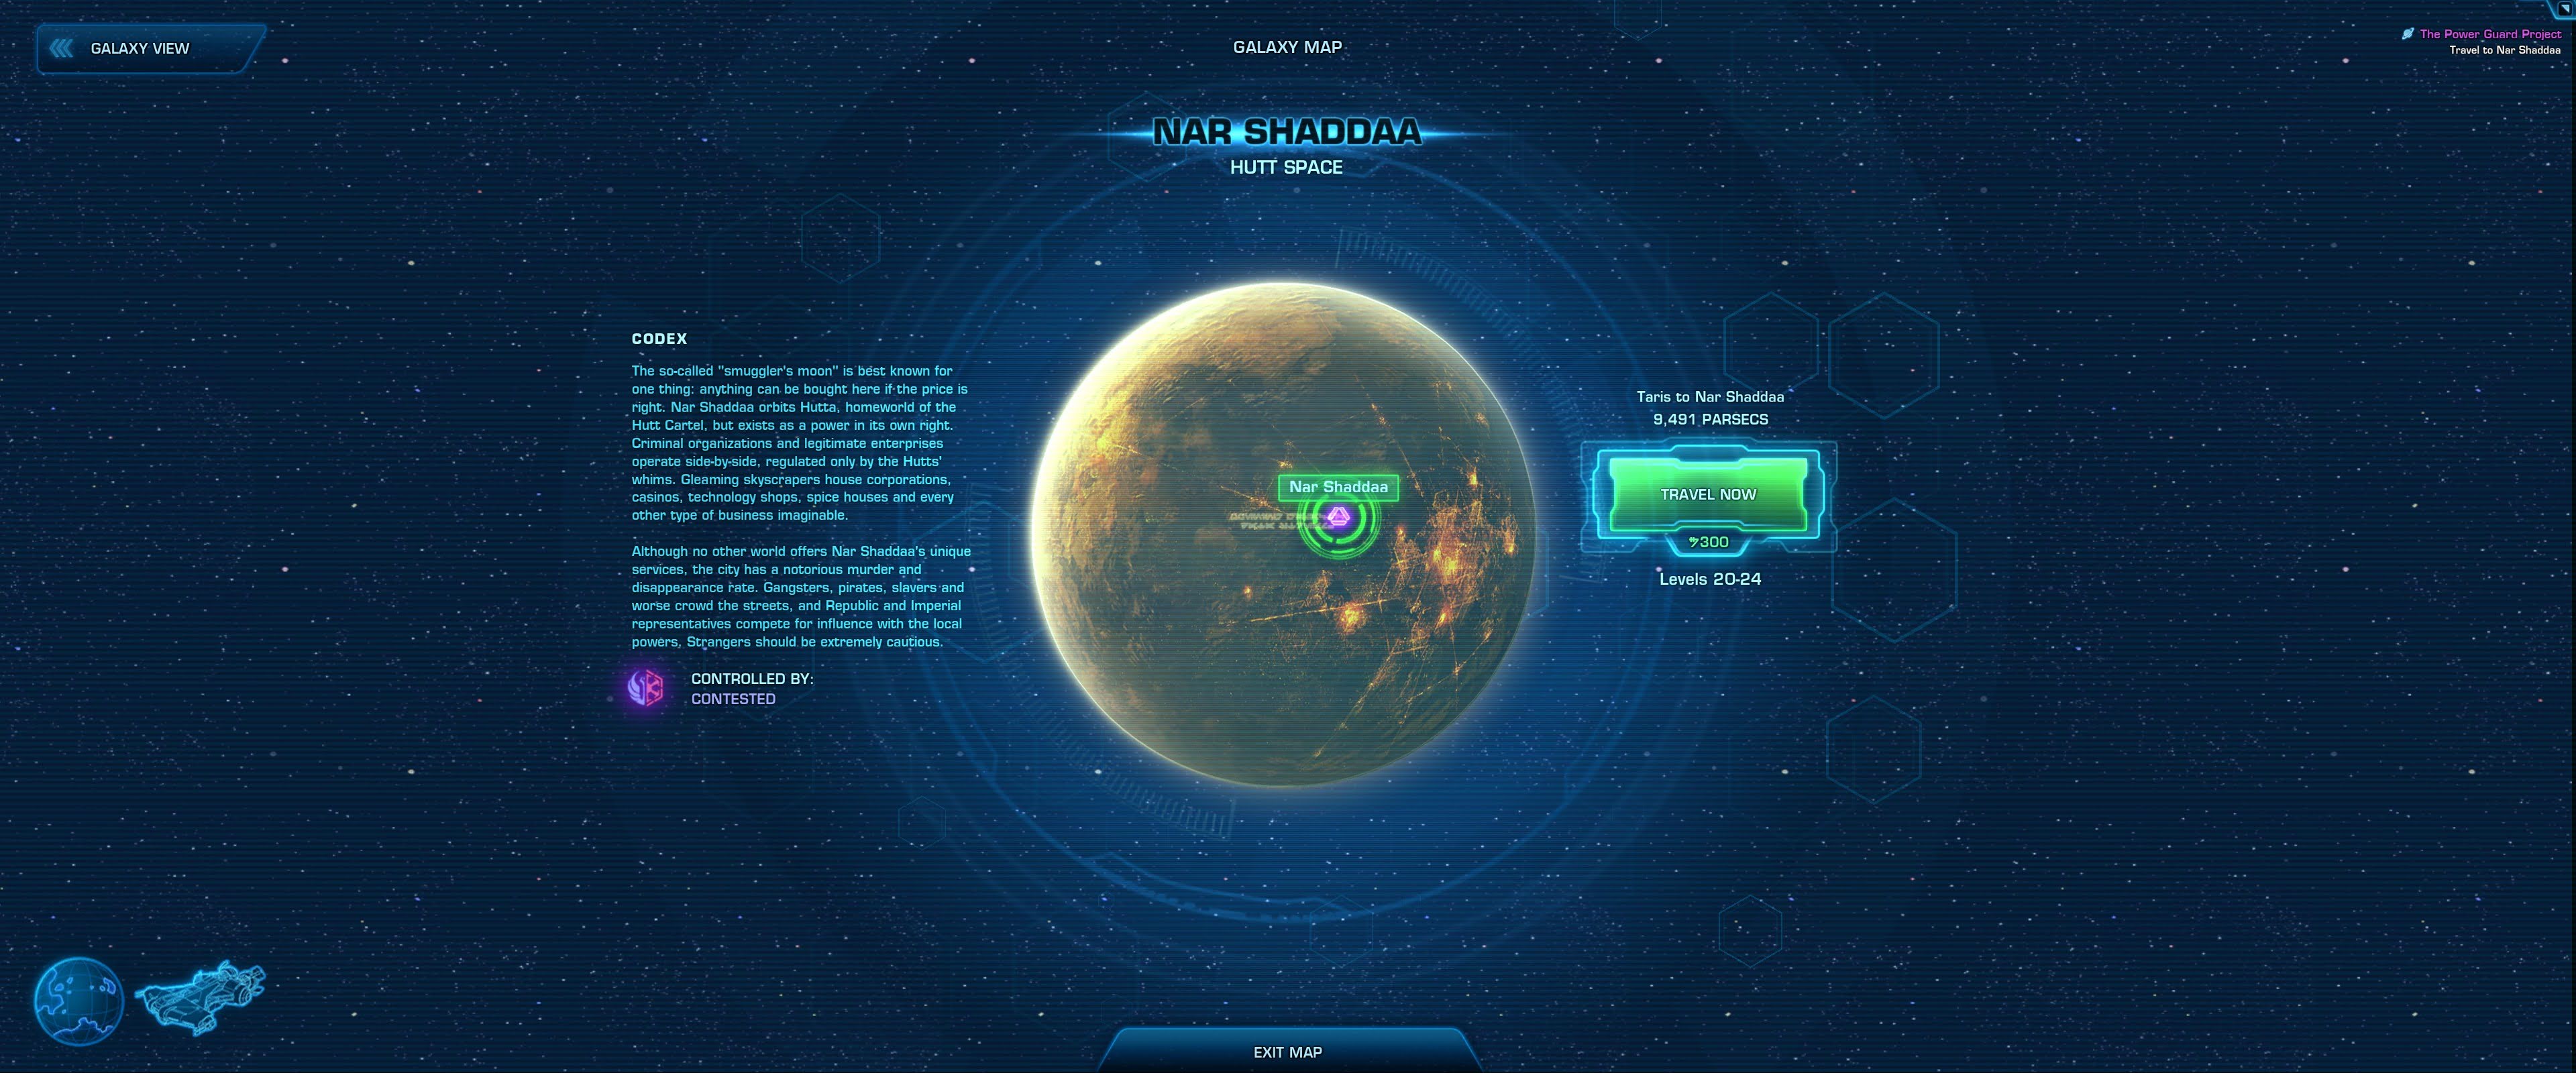 GALAXY VIEW
GALAXY MAP
The Power Guard Project
Travel to Nar Shaddaa
NAR SHADDAA
HUTT SPACE
CODEX
The so-called "smuggler's moon" is best known for
one thing: anything can be bought here if the price is
right. Nar Shaddaa orbits Hutta, homeworld of the
Hutt Cartel, but exists as a power in its own right.
Criminal organizations and legitimate enterprises
operate side-by-side, regulated only by the Hutts'
whims. Gleaming skyscrapers house corporations,
casinos, technology shops, spice houses and every
other type of business imaginable.
Although no other world offers Nar Shaddaa's unique
services, the city has a notorious murder and
disappearance rate. Gangsters, pirates, slavers and
worse crowd the streets, and Republic and Imperial
representatives compete for influence with the local
powers, Strangers should be extremely cautious.
CONTROLLED BY:
CONTESTED
Nar Shaddaa
Taris to Nar Shaddaa
9,491 PARSECS
TRAVEL NOW
300
Levels 20-24
EXIT MAP